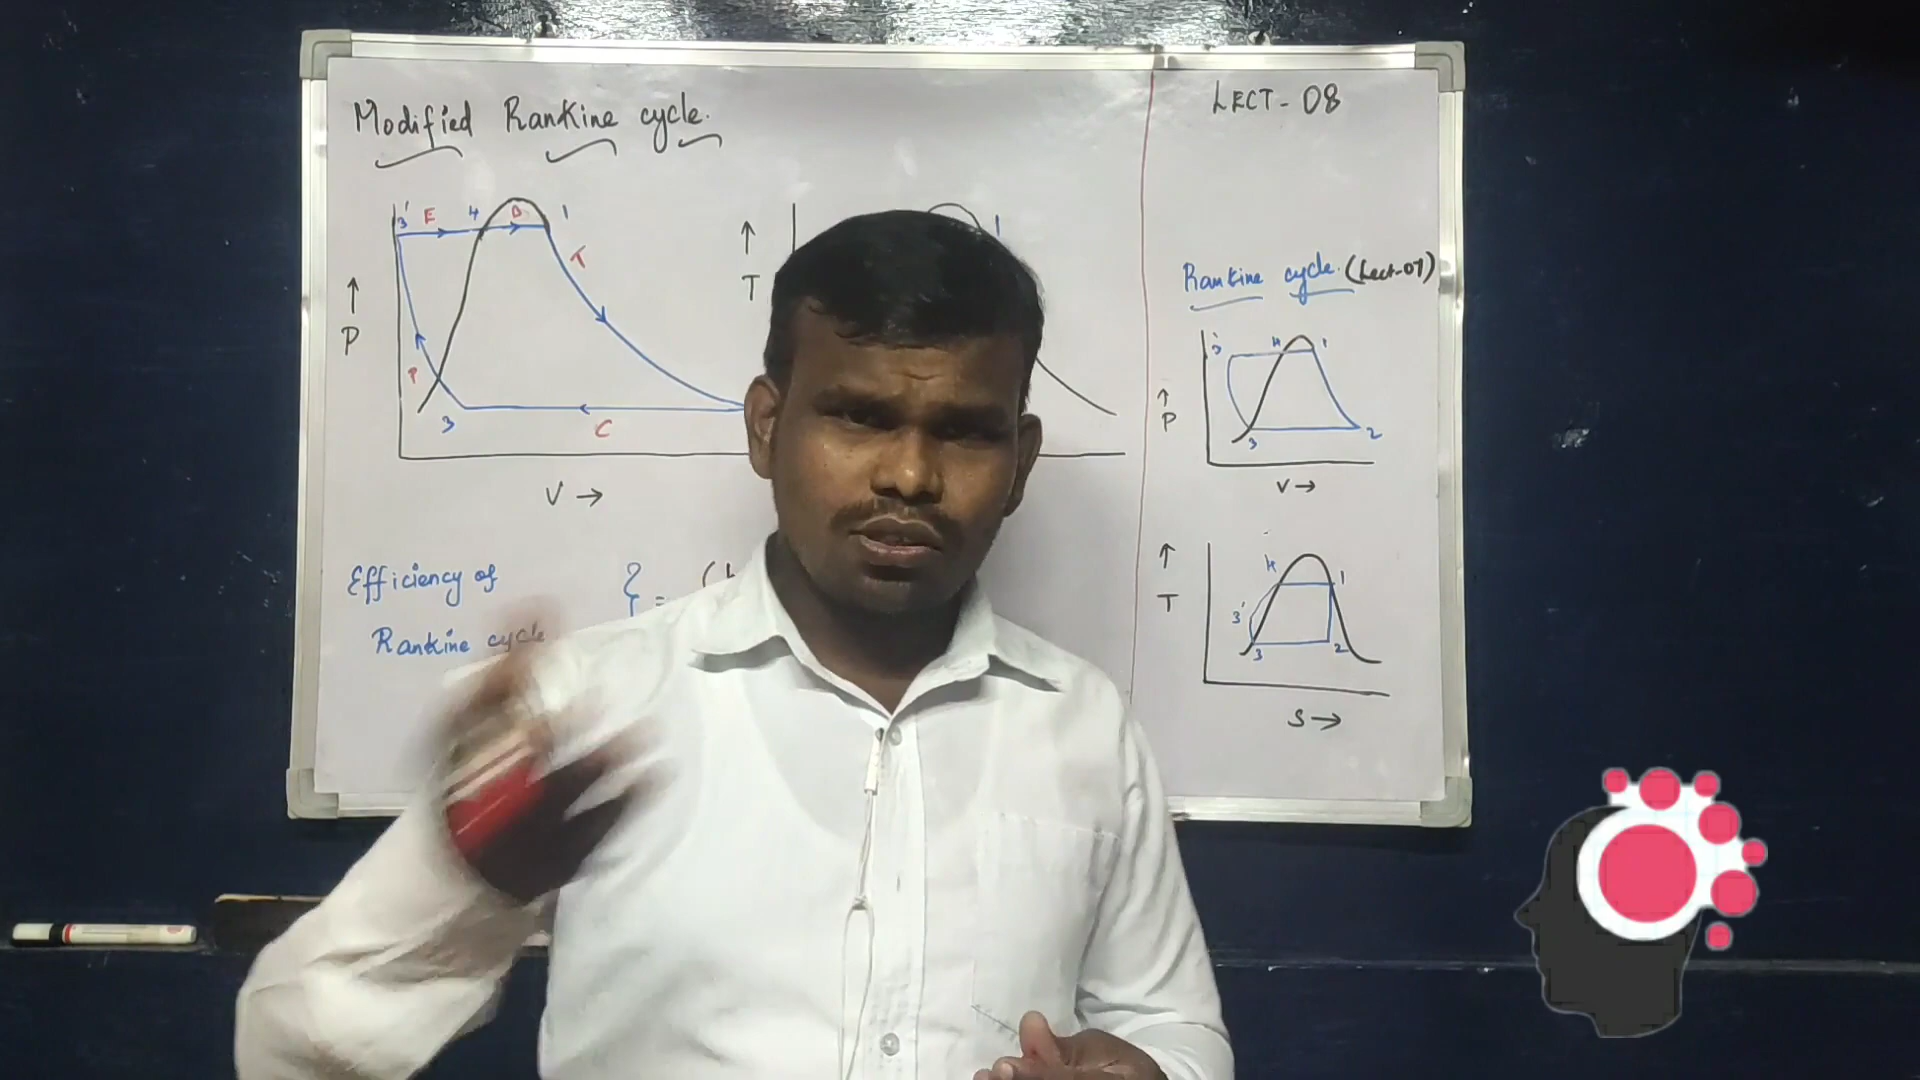 Modified Rankine cycle.
LECT- 08
3' E 4 B 1
T
↑
P
P
3
C
V →
↑
T
1
Efficiency of
Rankine cycle
=
(h
Rankine cycle. (Lect-07)
3' 4 1
↑
P
3 2
V →
↑
T
4 1
3'
3 2
S →